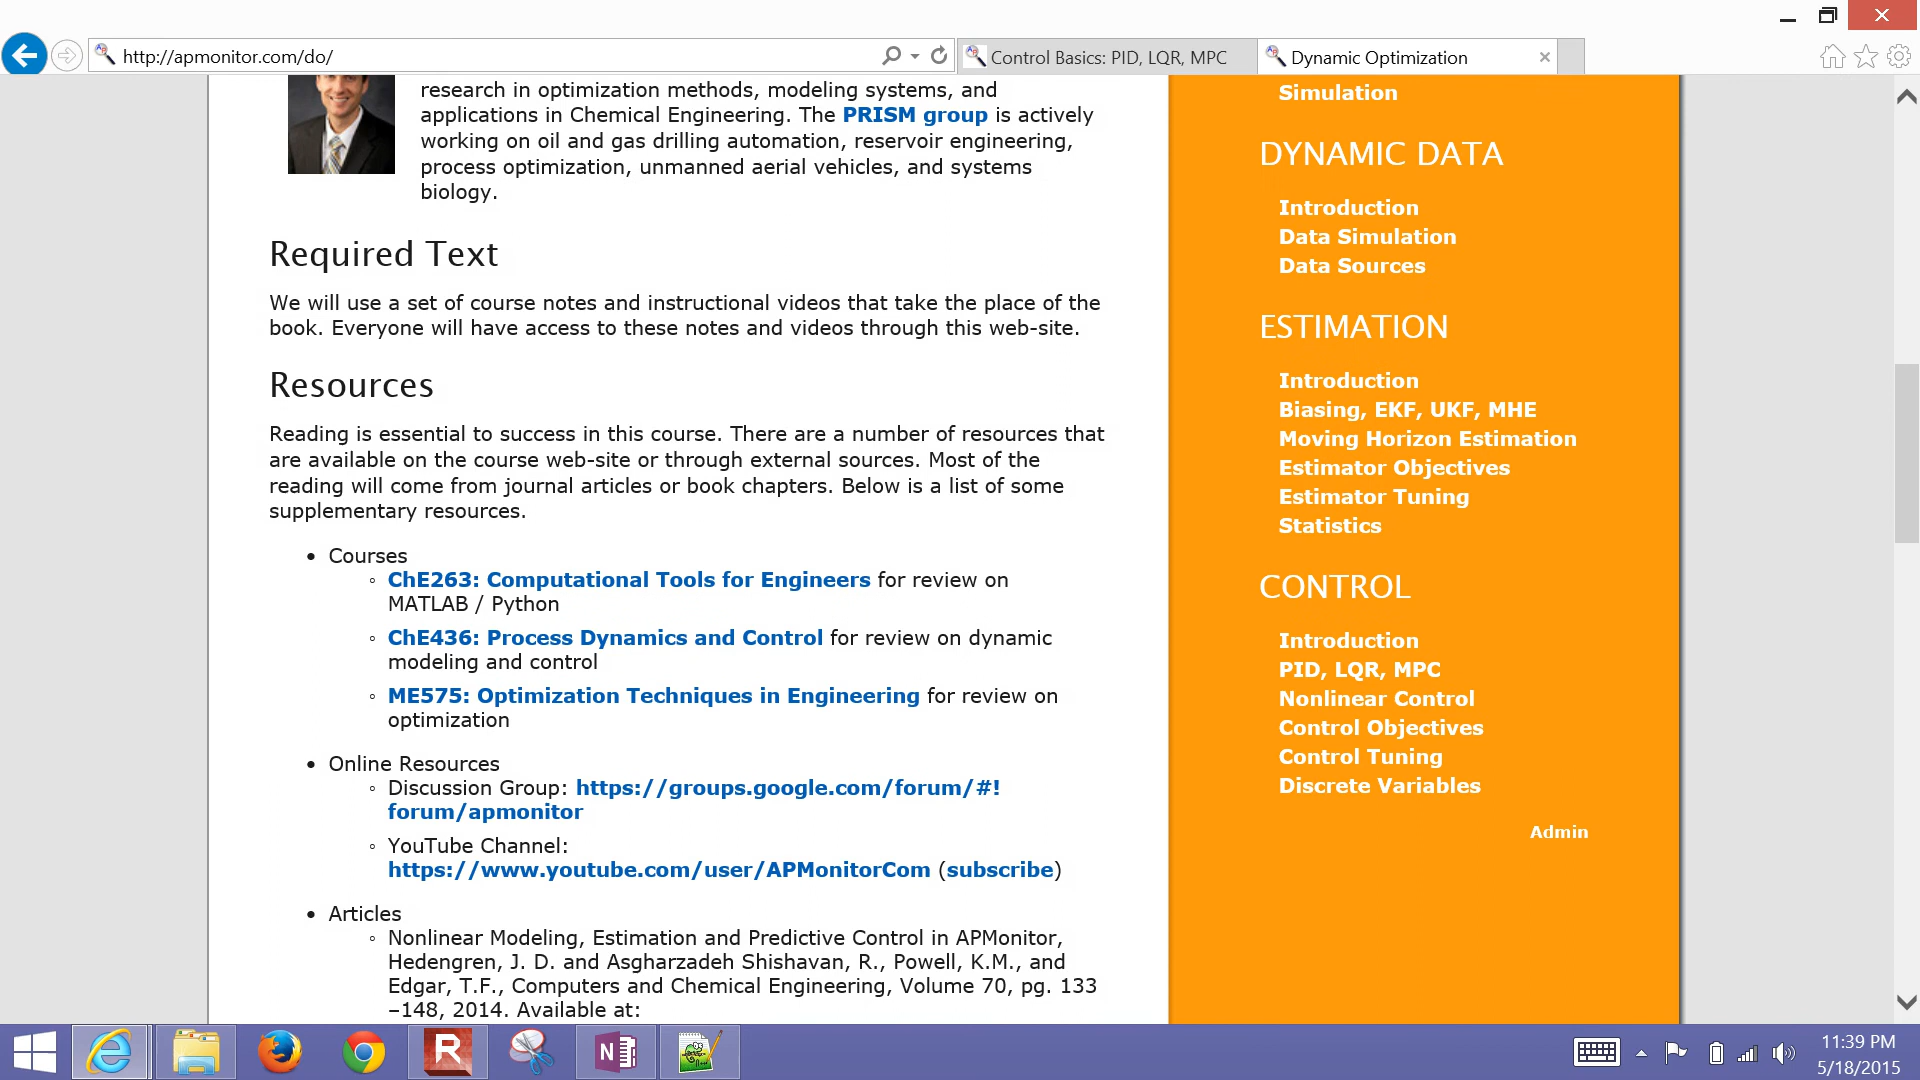 http://apmonitor.com/do/
Control Basics: PID, LQR, MPC
Dynamic Optimization
research in optimization methods, modeling systems, and
applications in Chemical Engineering. The PRISM group is actively
working on oil and gas drilling automation, reservoir engineering,
process optimization, unmanned aerial vehicles, and systems
biology.
Required Text
We will use a set of course notes and instructional videos that take the place of the
book. Everyone will have access to these notes and videos through this web-site.
Resources
Reading is essential to success in this course. There are a number of resources that
are available on the course web-site or through external sources. Most of the
reading will come from journal articles or book chapters. Below is a list of some
supplementary resources.
• Courses
◦ ChE263: Computational Tools for Engineers for review on
MATLAB / Python
◦ ChE436: Process Dynamics and Control for review on dynamic
modeling and control
◦ ME575: Optimization Techniques in Engineering for review on
optimization
• Online Resources
◦ Discussion Group: https://groups.google.com/forum/#!
forum/apmonitor
◦ YouTube Channel:
https://www.youtube.com/user/APMonitorCom (subscribe)
• Articles
◦ Nonlinear Modeling, Estimation and Predictive Control in APMonitor,
Hedengren, J. D. and Asgharzadeh Shishavan, R., Powell, K.M., and
Edgar, T.F., Computers and Chemical Engineering, Volume 70, pg. 133
–148, 2014. Available at:
Simulation
DYNAMIC DATA
Introduction
Data Simulation
Data Sources
ESTIMATION
Introduction
Biasing, EKF, UKF, MHE
Moving Horizon Estimation
Estimator Objectives
Estimator Tuning
Statistics
CONTROL
Introduction
PID, LQR, MPC
Nonlinear Control
Control Objectives
Control Tuning
Discrete Variables
Admin
R
N
11:39 PM
5/18/2015